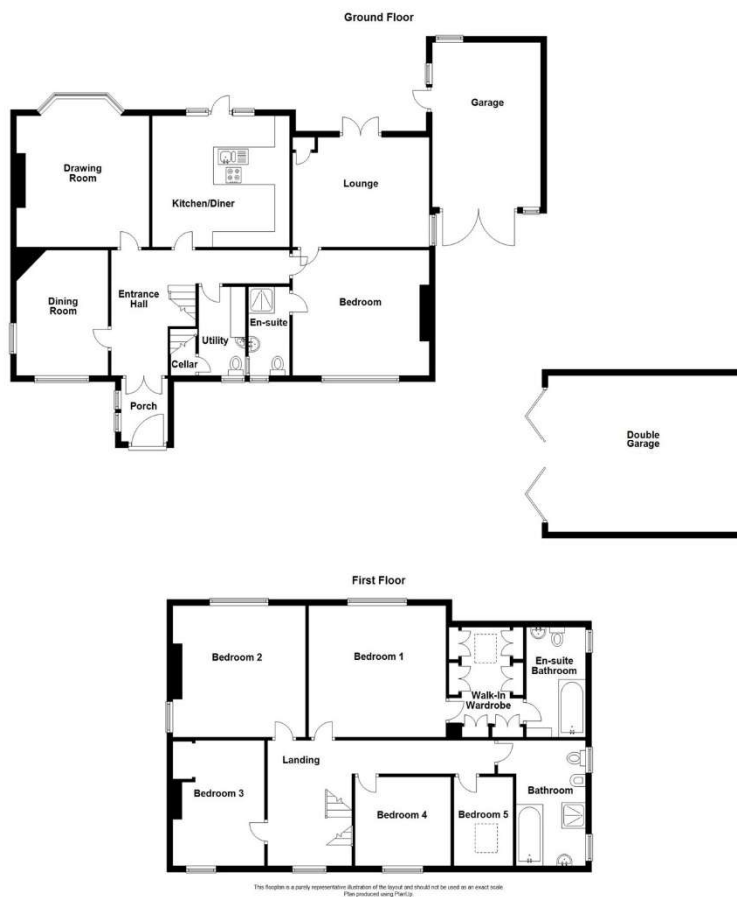 Ground Floor
Garage
Drawing
Room
Lounge
Kitchen/Diner
Dining
Room
Entrance
Hall
Bedroom
En-suite
Utility
Cellar
Porch
Double
Garage
First Floor
Bedroom 2
Bedroom 1
En-suite
Bathroom
Walk-In
Wardrobe
Landing
Bedroom 3
Bedroom 4
Bedroom 5
Bathroom
This floorplan is a purely representative illustration of the layout and should not be used as an exact scale
Plan produced using PlanUp.